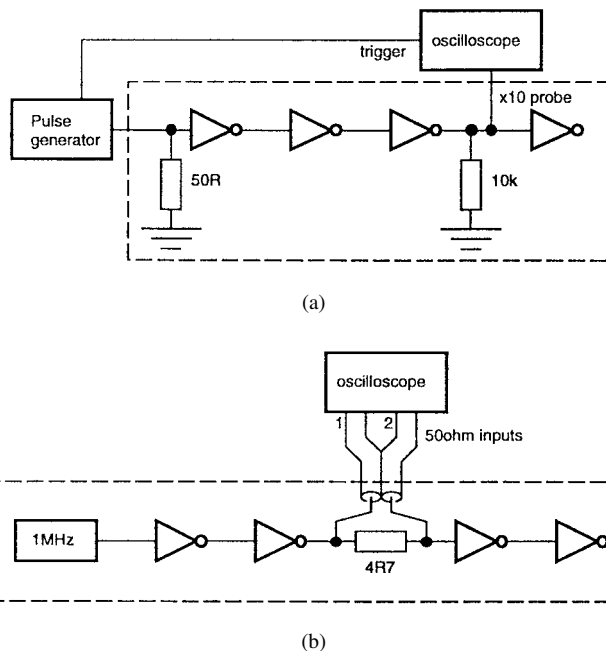 oscilloscope
trigger
x10 probe
Pulse
generator
50R
10k
(a)
oscilloscope
1
2
50ohm inputs
1MHz
4R7
(b)